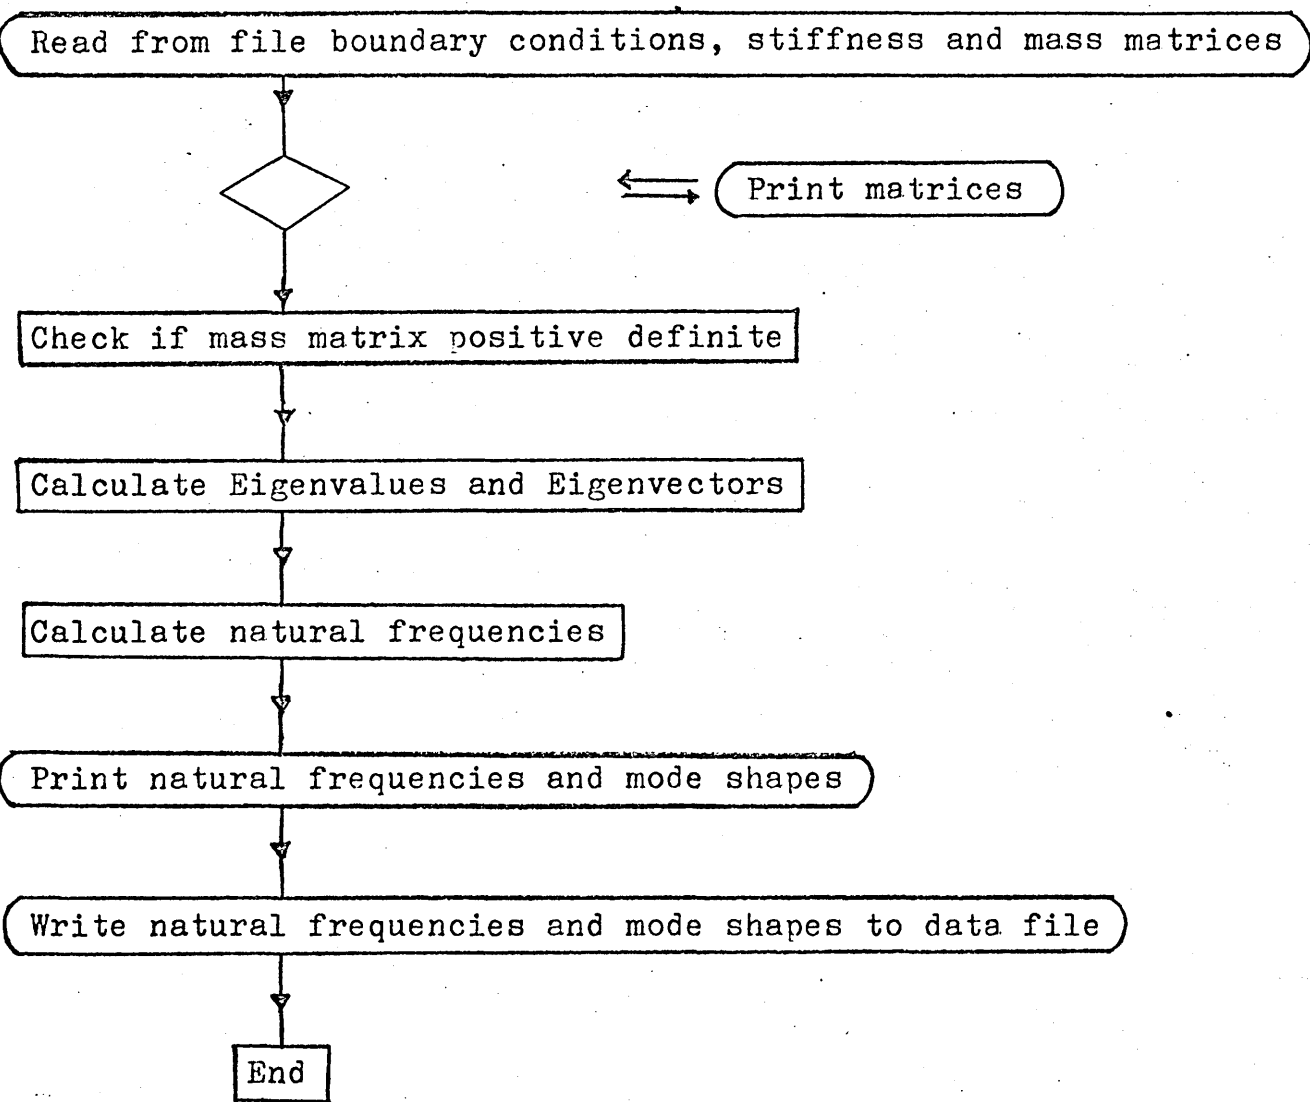 Read from file boundary conditions, stiffness and mass matrices
Print matrices
Check if mass matrix positive definite
Calculate Eigenvalues and Eigenvectors
Calculate natural frequencies
Print natural frequencies and mode shapes
Write natural frequencies and mode shapes to data file
End